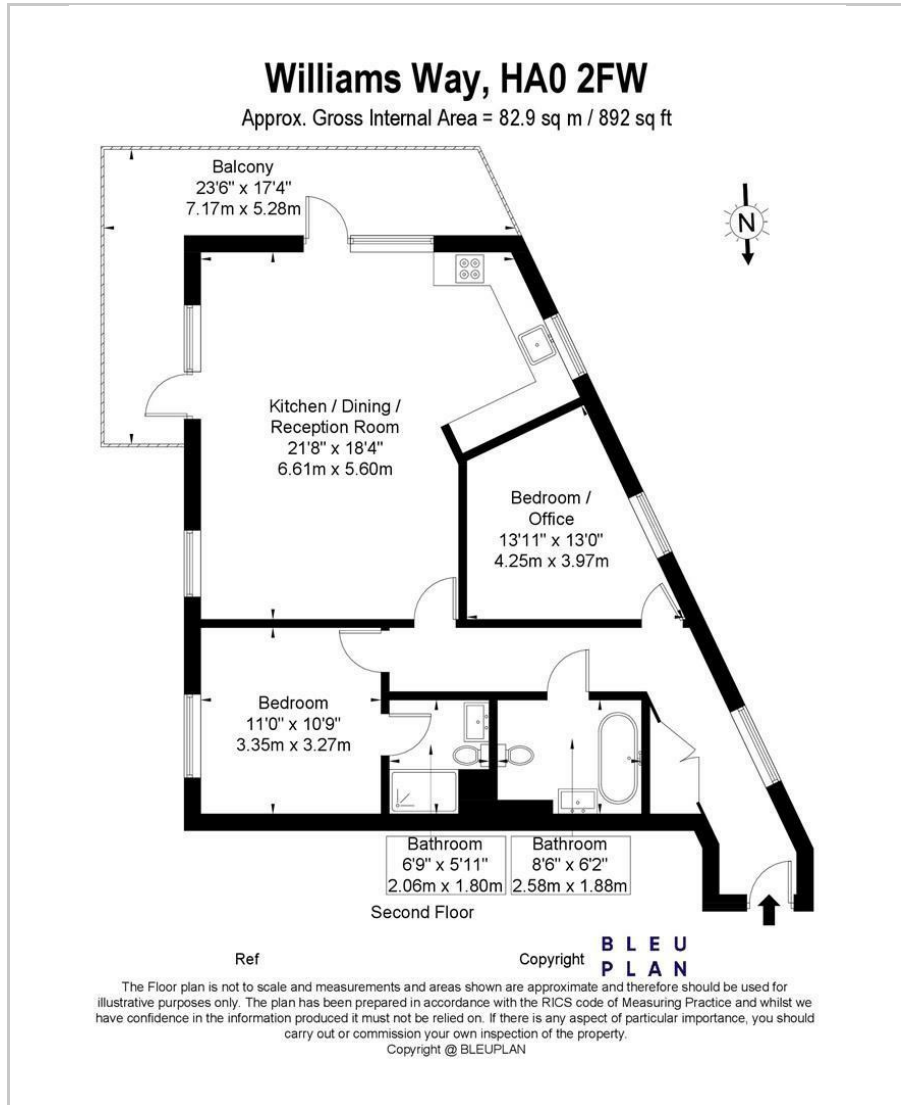 Williams Way, HA0 2FW
Approx. Gross Internal Area = 82.9 sq m / 892 sq ft
Balcony
23'6" x 17'4"
7.17m x 5.28m
N
Kitchen / Dining /
Reception Room
21'8" x 18'4"
6.61m x 5.60m
Bedroom /
Office
13'11" x 13'0"
4.25m x 3.97m
Bedroom
11'0" x 10'9"
3.35m x 3.27m
Bathroom
6'9" x 5'11"
2.06m x 1.80m
Bathroom
8'6" x 6'2"
2.58m x 1.88m
Second Floor
Ref
Copyright
BLEU
PLAN
The Floor plan is not to scale and measurements and areas shown are approximate and therefore should be used for
illustrative purposes only. The plan has been prepared in accordance with the RICS code of Measuring Practice and whilst we
have confidence in the information produced it must not be relied on. If there is any aspect of particular importance, you should
carry out or commission your own inspection of the property.
Copyright @ BLEUPLAN